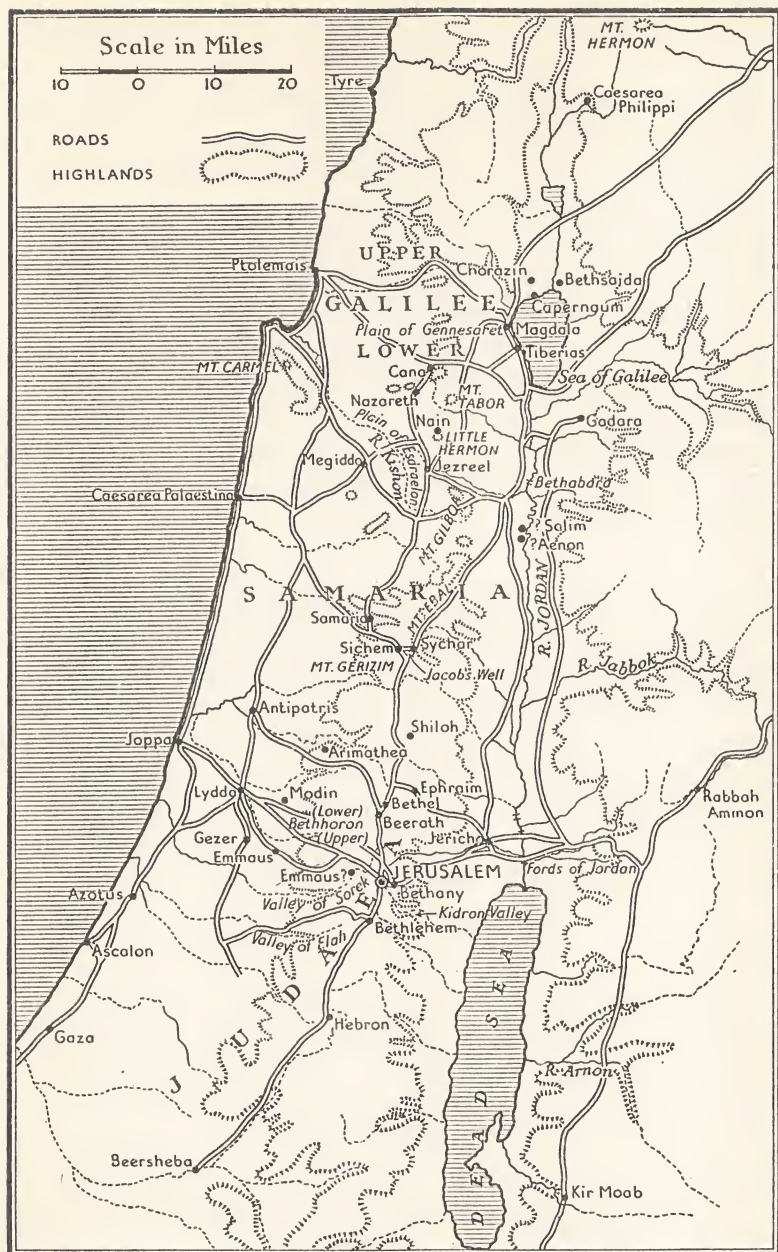 Scale in Miles
10 0 10 20
ROADS
HIGHLANDS
MT. HERMON
Tyre
Caesarea Philippi
UPPER
Ptolemais
Chorazin
Bethsaida
GALILEE
Capernaum
Plain of Gennesaret
Magdala
LOWER
Tiberias
MT. CARMEL
Cana
Sea of Galilee
Nazareth
MT. TABOR
Plain of Esdraelon
Nain
Gadara
R. Kishon
LITTLE HERMON
Megiddo
Jezreel
Bethabara
Caesarea Palaestina
MT. GILBOA
? Salim
? Aenon
SAMARIA
Samaria
MT. EBAL
R. JORDAN
Sichem
Sychar
MT. GERIZIM
Jacob's Well
R. Jabbok
Antipatris
Joppa
Shiloh
Arimathea
Lydda
Modin
Ephraim
Rabbah Ammon
(Lower)
Bethel
Bethhoron
Beerath
(Upper)
Gezer
Jericho
Emmaus
Emmaus?
JERUSALEM
Fords of Jordan
Bethany
Valley of Sorek
Azotus
Kidron Valley
Bethlehem
Valley of Elah
Ascalon
JUDAEA
DEAD SEA
Hebron
Gaza
R. Arnon
Beersheba
Kir Moab